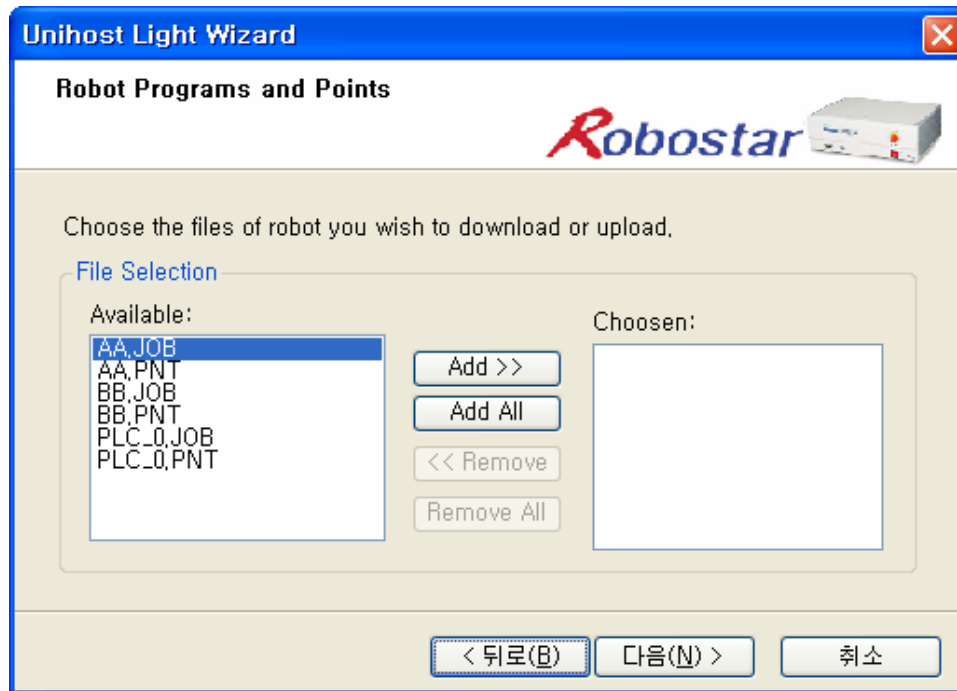 Unihost Light Wizard
Robot Programs and Points
Robostar
Choose the files of robot you wish to download or upload,
File Selection
Available:
Choosen:
AA,JOB
AA,PNT
BB,JOB
BB,PNT
PLC_0,JOB
PLC_0,PNT
Add >>
Add All
<< Remove
Remove All
< 뒤로(B)
다음(N) >
취소